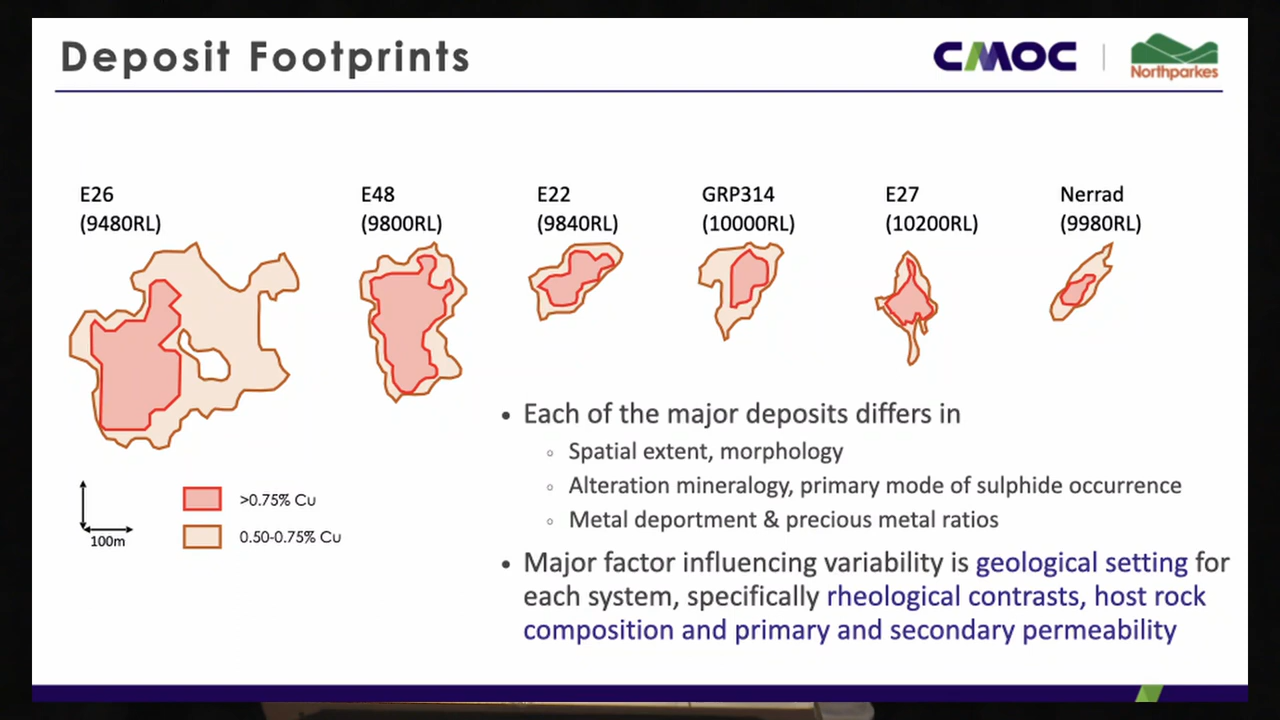 Deposit Footprints
CMOC
Northparkes
E26
(9480RL)
E48
(9800RL)
E22
(9840RL)
GRP314
(10000RL)
E27
(10200RL)
Nerrad
(9980RL)
• Each of the major deposits differs in
◦ Spatial extent, morphology
◦ Alteration mineralogy, primary mode of sulphide occurrence
◦ Metal deportment & precious metal ratios
• Major factor influencing variability is geological setting for
each system, specifically rheological contrasts, host rock
composition and primary and secondary permeability
100m
>0.75% Cu
0.50-0.75% Cu